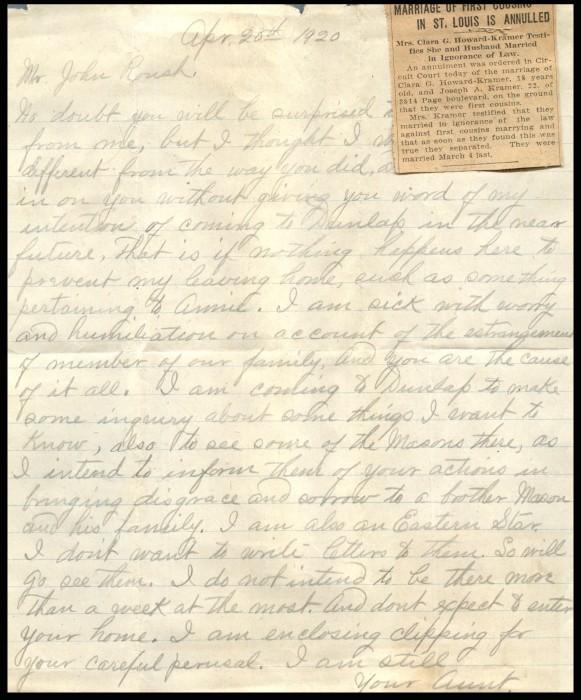 Apr. 20th 1920
Mr. John Roush.
No doubt you will be surprised
from me, but I thought I
different from the way you did,
in on you without giving you word of my
intention of coming to Dunlap in the near
future, that is if nothing happens here to
prevent my leaving home, such as something
pertaining to Annie. I am sick with worry
and humiliation on account of the estrangement
of member of our family, and you are the cause
of it all. I am coming to Dunlap to make
some inquiry about some things I want to
know, also to see some of the Masons there, as
I intend to inform them of your actions in
bringing disgrace and sorrow to a brother Mason
and his family. I am also an Eastern Star
I don't want to write letters to them. So will
go see them. I do not intend to be there more
than a week at the most. And dont expect to enter
your home. I am enclosing clipping for
your careful perusal. I am still
Your Aunt
MARRIAGE OF FIRST COUSINS
IN ST. LOUIS IS ANNULLED
Mrs. Clara G. Howard-Kramer Testi-
fies She and Husband Married
in Ignorance of Law.
An annulment was ordered in Cir-
cuit Court today of the marriage of
Clara G. Howard-Kramer, 18 years
old, and Joseph A. Kramer, 22, of
2814 Page boulevard, on the ground
that they were first cousins.
Mrs. Kramer testified that they
married in ignorance of the law
against first cousins marrying and
that as soon as they found this was
true they separated. They were
married March 4 last.